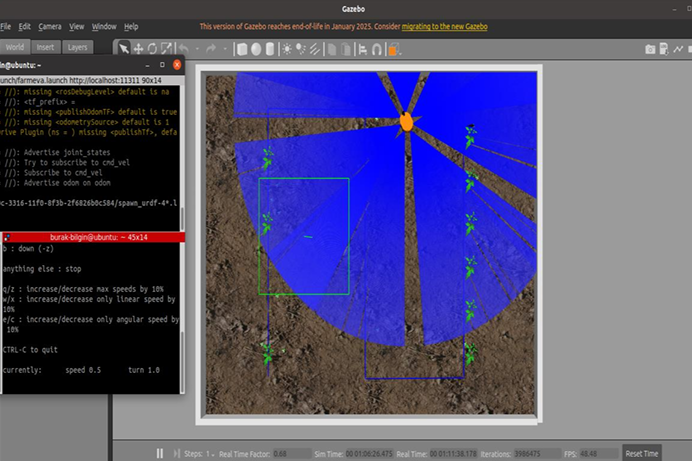 Gazebo
File Edit Camera View Window Help
This version of Gazebo reaches end-of-life in January 2025. Consider migrating to the new Gazebo
World Insert Layers
@ubuntu: ~
unch/farmeva.launch http://localhost:11311 90x14
//): missing <rosDebugLevel> default is na
//): <tf_prefix> =
//): missing <publishOdomTF> default is true
//): missing <odometrySource> default is 1
Drive Plugin (ns = ) missing <publishTf>, defa
//): Advertise joint_states
//): Try to subscribe to cmd_vel
//): Subscribe to cmd_vel
//): Advertise odom on odom
c-3316-11f0-8f3b-2f6826b0c584/spawn_urdf-4*.l
burak-bilgin@ubuntu: ~ 45x14
b : down (-z)
anything else : stop
q/z : increase/decrease max speeds by 10%
w/x : increase/decrease only linear speed by
10%
e/c : increase/decrease only angular speed by
10%
CTRL-C to quit
currently: speed 0.5 turn 1.0
Steps: 1 Real Time Factor: 0.68 Sim Time: 00 01:06:26.475 Real Time: 00 01:11:38.178 Iterations: 3986475 FPS: 48.48 Reset Time